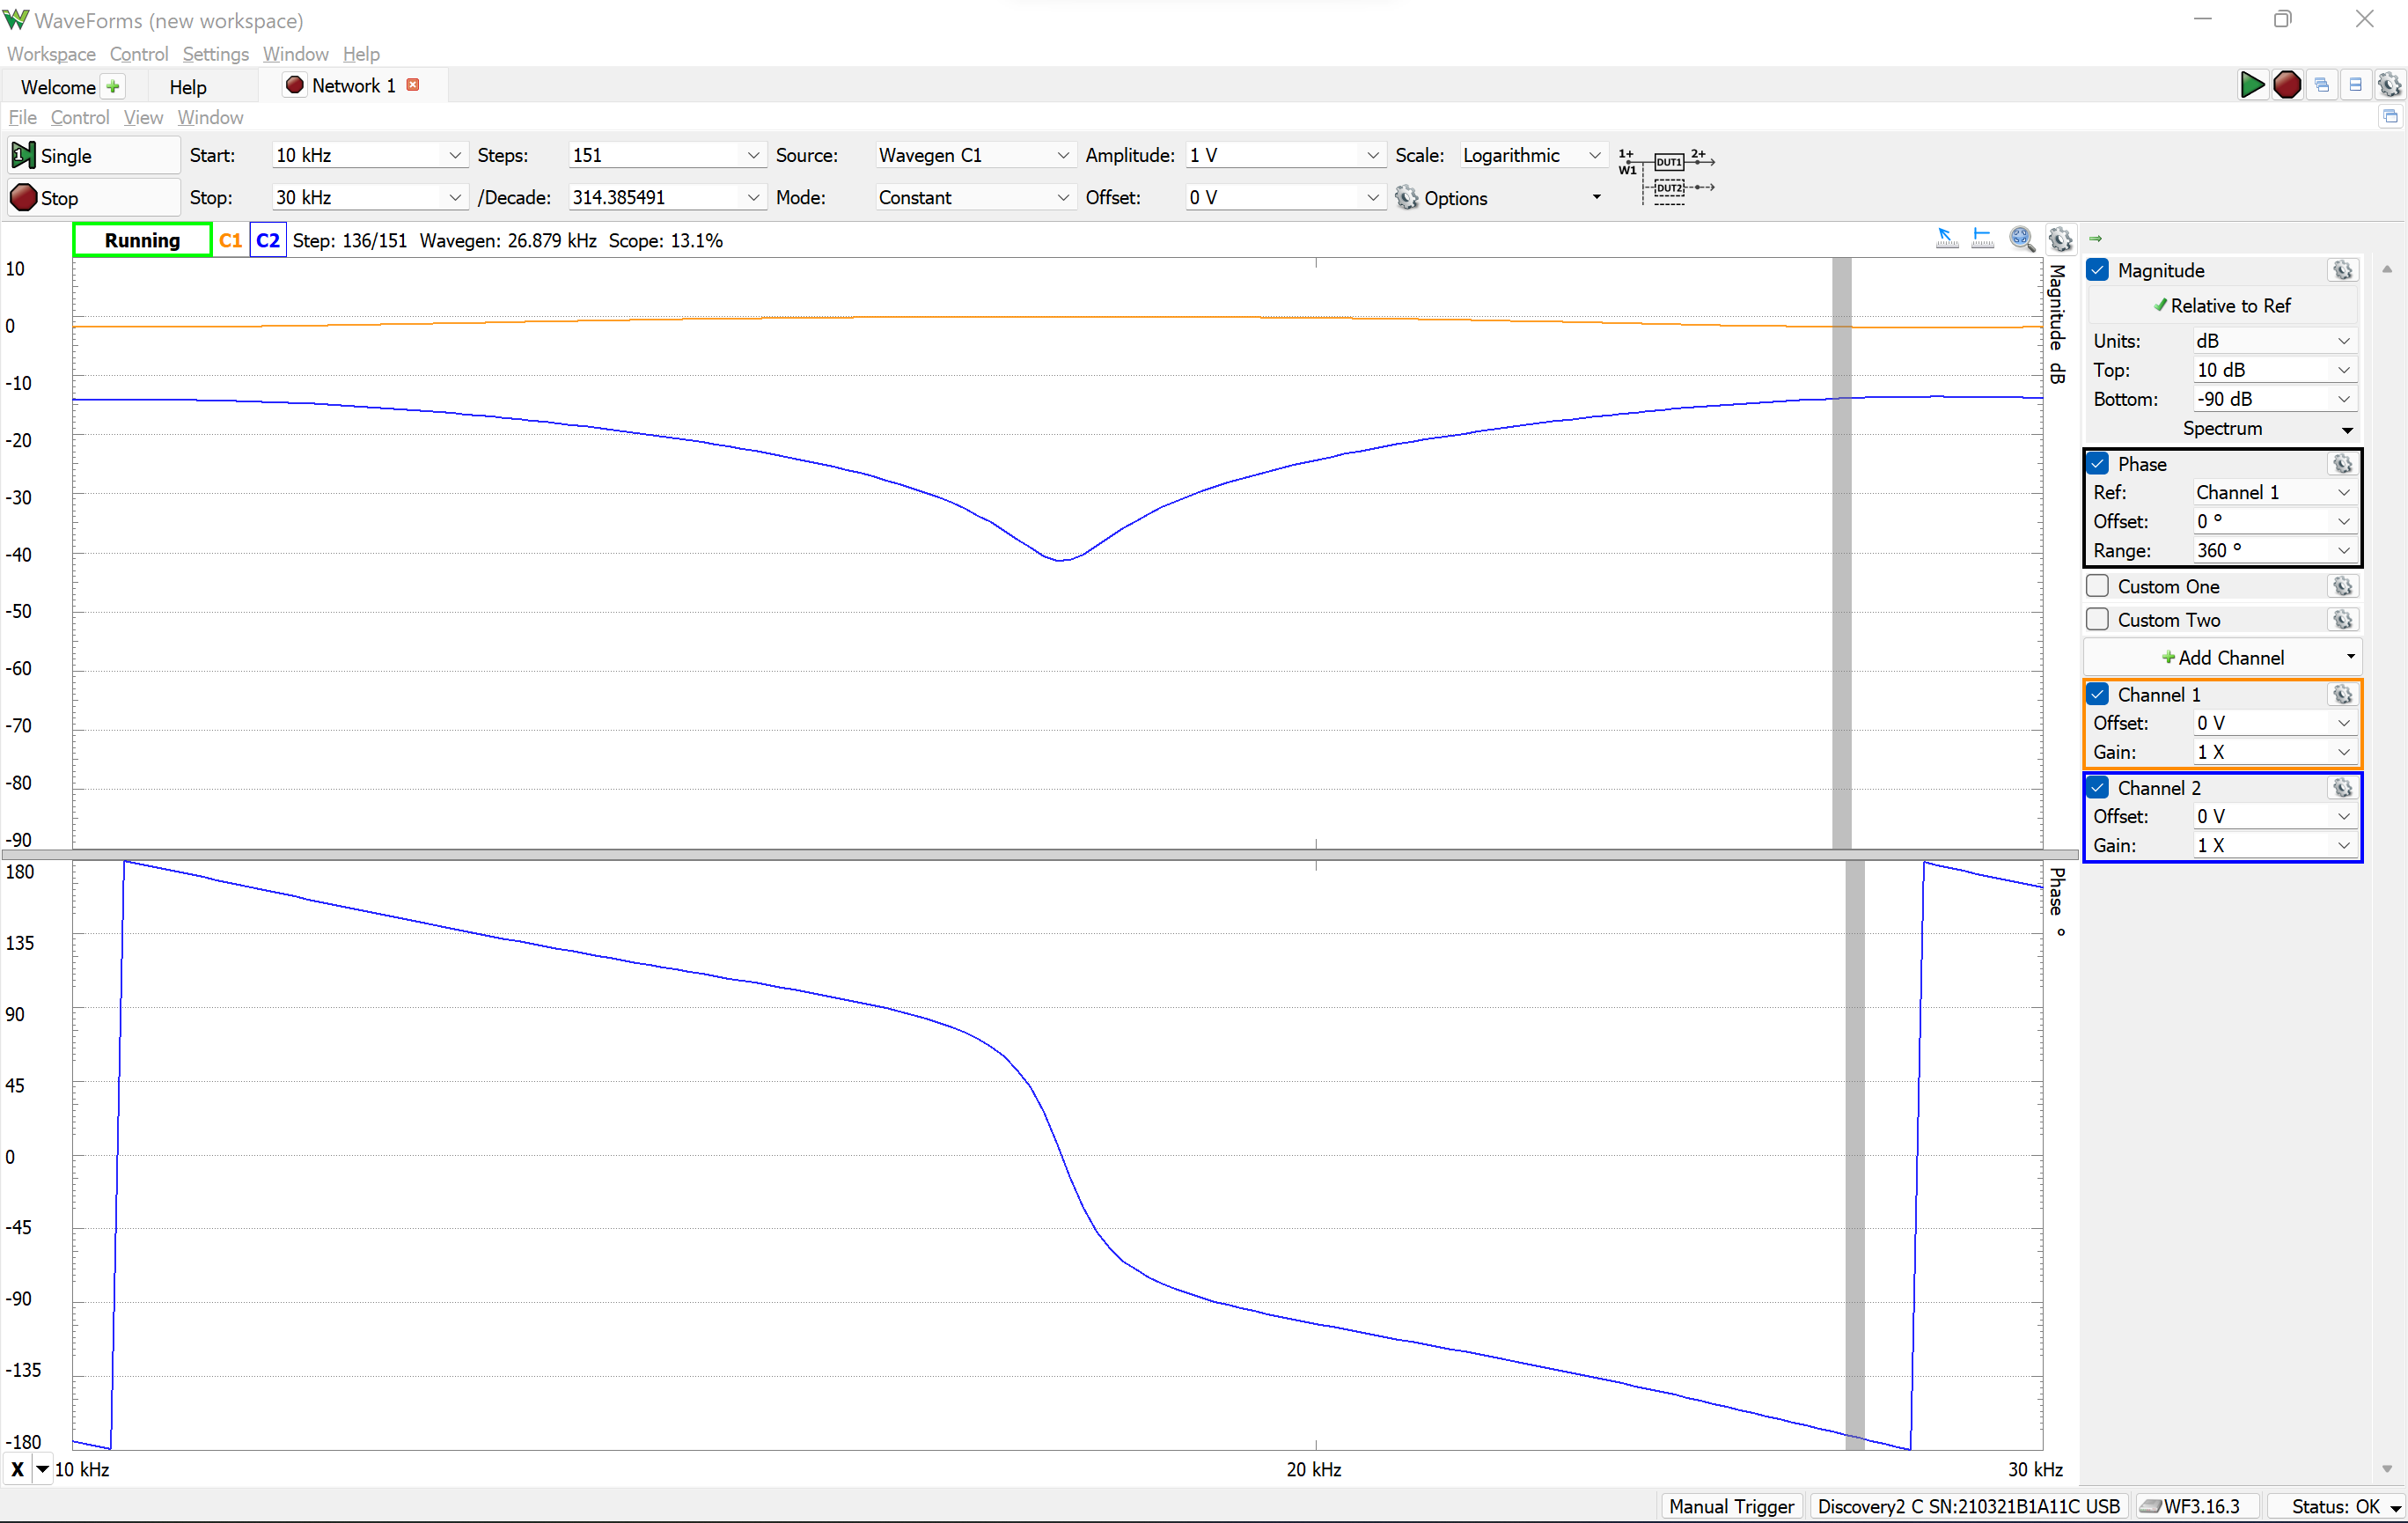 WaveForms (new workspace)
Workspace Control Settings Window Help
Welcome Help Network 1
File Control View Window
Single Start: 10 kHz Steps: 151 Source: Wavegen C1 Amplitude: 1 V Scale: Logarithmic
1+ W1 DUT1 2+ DUT2
Stop Stop: 30 kHz /Decade: 314.385491 Mode: Constant Offset: 0 V Options
Running C1 C2 Step: 136/151 Wavegen: 26.879 kHz Scope: 13.1%
10
0
-10
-20
-30
-40
-50
-60
-70
-80
-90
Magnitude dB
180
135
90
45
0
-45
-90
-135
-180
Phase °
X 10 kHz 20 kHz 30 kHz
Magnitude
Relative to Ref
Units: dB
Top: 10 dB
Bottom: -90 dB
Spectrum
Phase
Ref: Channel 1
Offset: 0 °
Range: 360 °
Custom One
Custom Two
Add Channel
Channel 1
Offset: 0 V
Gain: 1 X
Channel 2
Offset: 0 V
Gain: 1 X
Manual Trigger Discovery2 C SN:210321B1A11C USB WF3.16.3 Status: OK